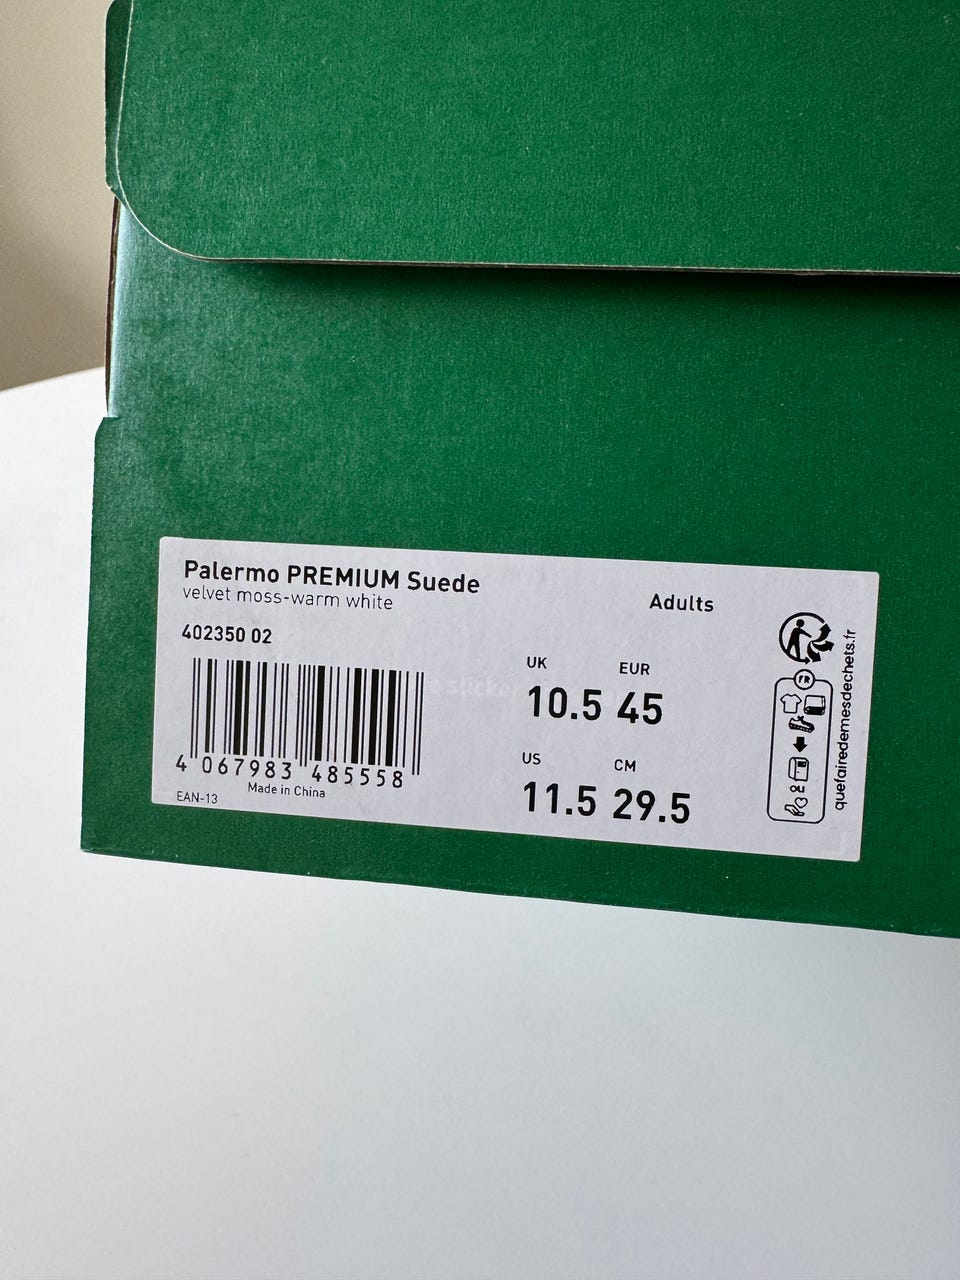 Palermo PREMIUM Suede
velvet moss-warm white
Adults
402350 02
UK EUR
10.5 45
US CM
11.5 29.5
4 067983 485558
Made in China
EAN-13
FR
quefairedemesdechets.fr